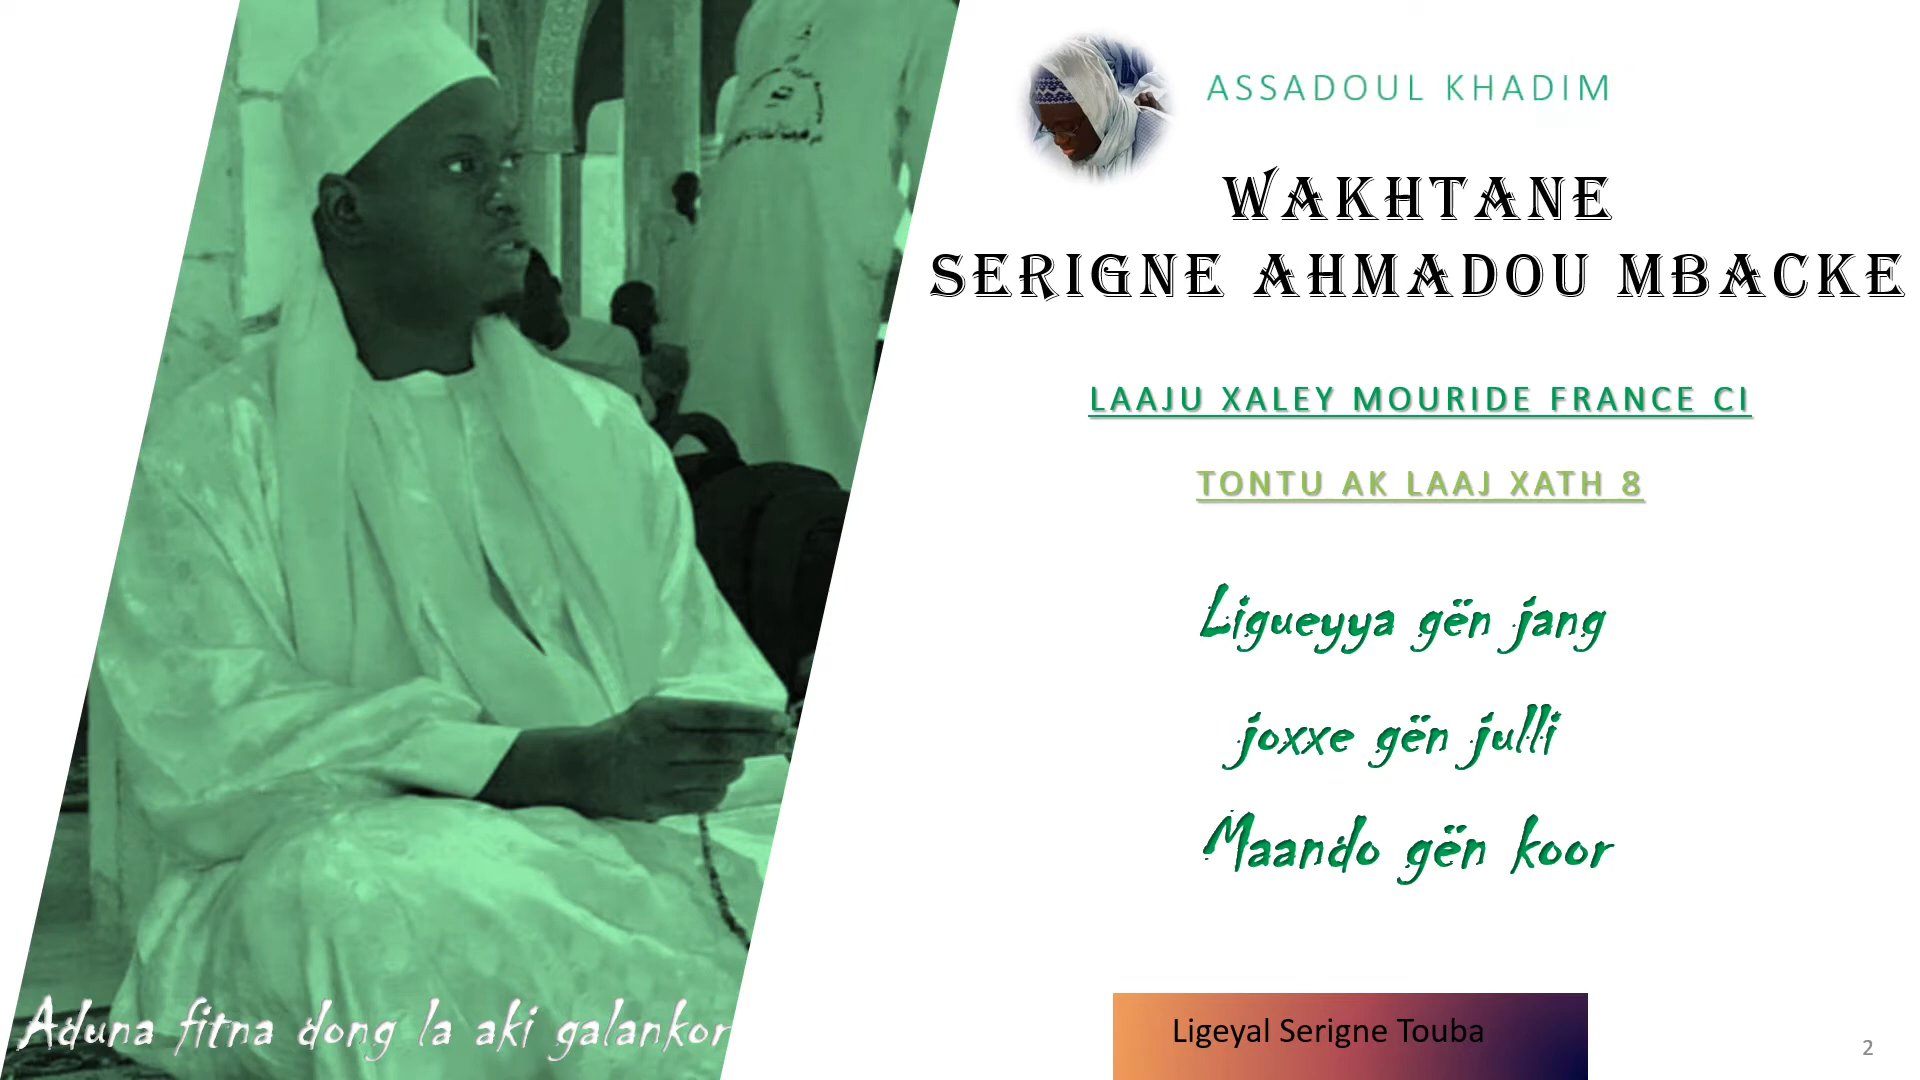 ASSADOUL KHADIM
WAKHTANE
SERIGNE AHMADOU MBACKE
LAAJU XALEY MOURIDE FRANCE CI
TONTU AK LAAJ XATH 8
Ligueyya gën jang
joxxe gën julli
Maando gën koor
Aduna fitna dong la aki galankor
Ligeyal Serigne Touba
2